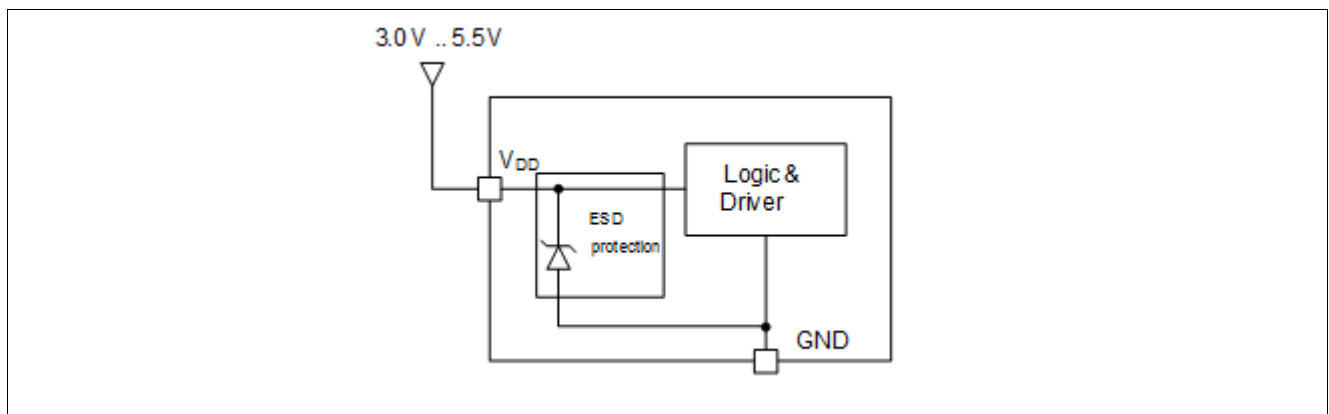 3.0 V .. 5.5V
VDD
Logic &
Driver
ESD
protection
GND